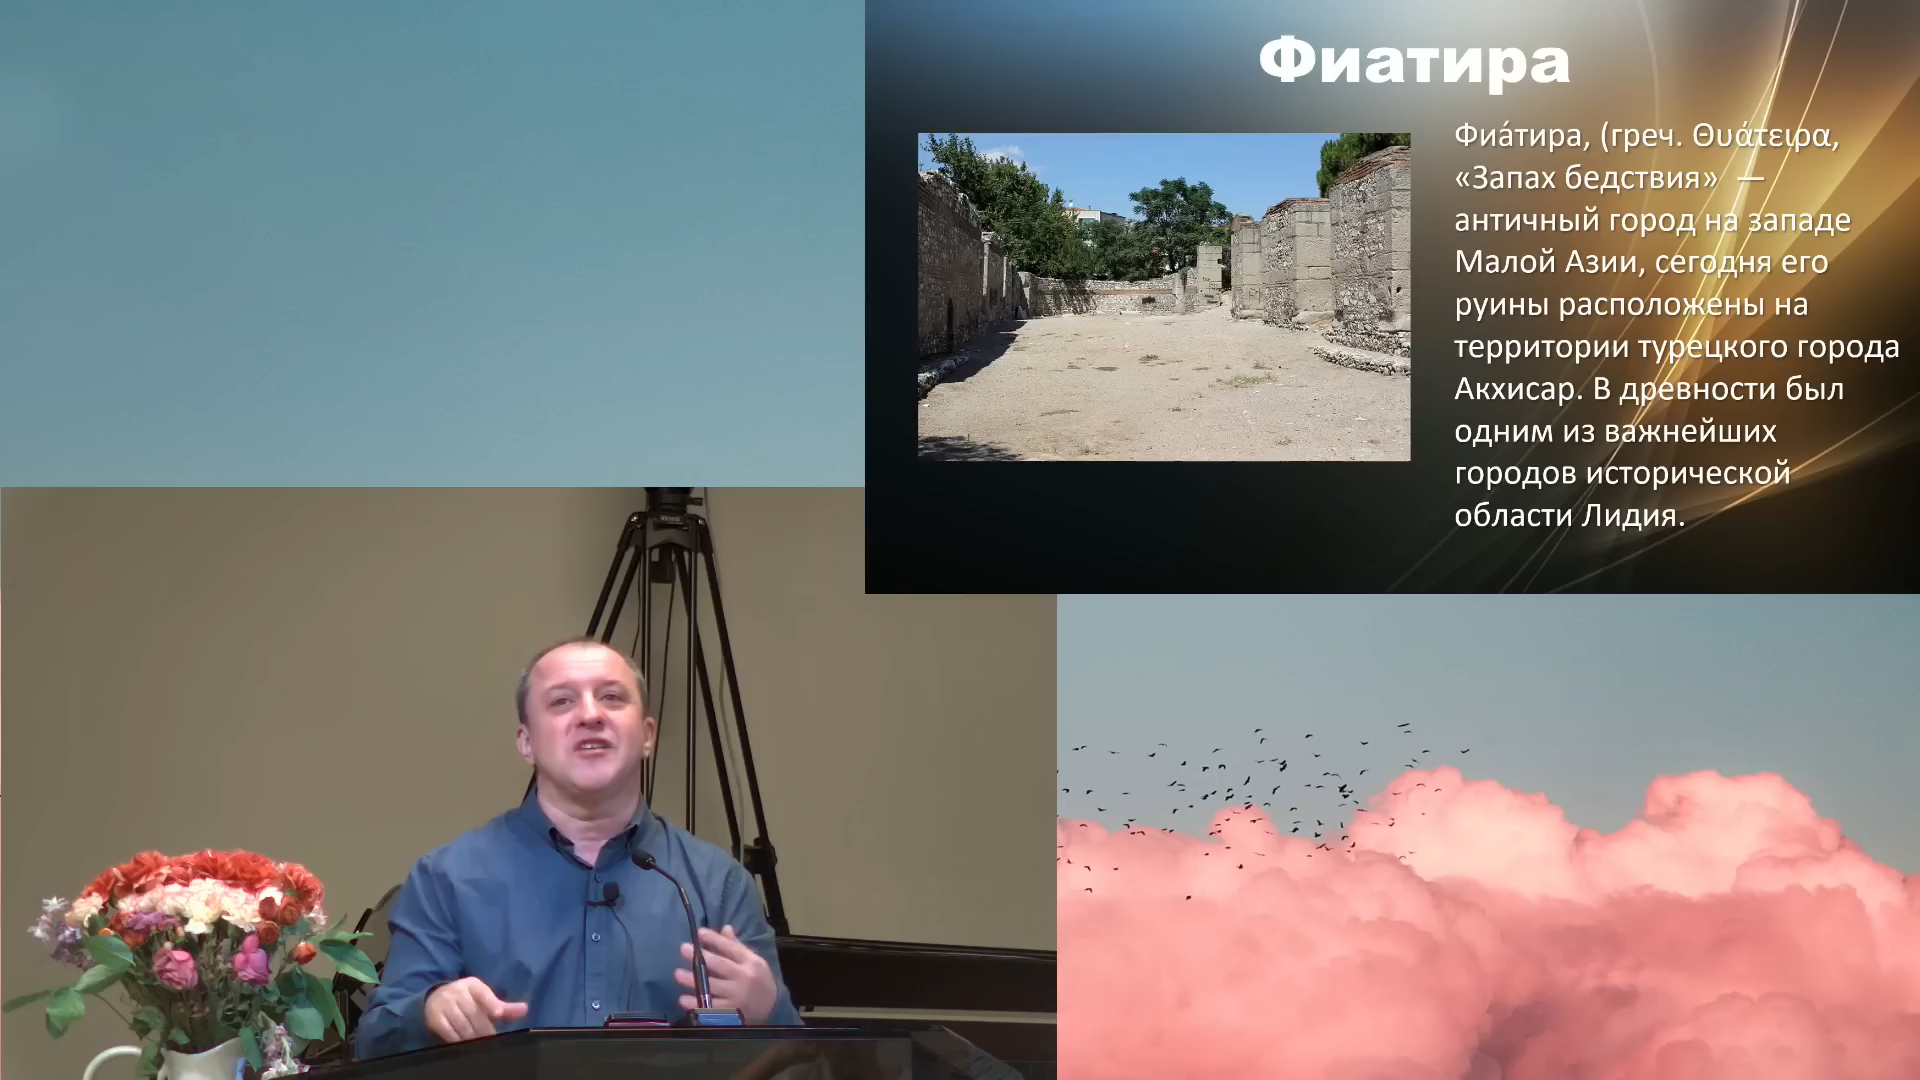 Фиатира
Фиа́тира, (греч. Θυάτειρα,
«Запах бедствия»  —
античный город на западе
Малой Азии, сегодня его
руины расположены на
территории турецкого города
Акхисар. В древности был
одним из важнейших
городов исторической
области Лидия.